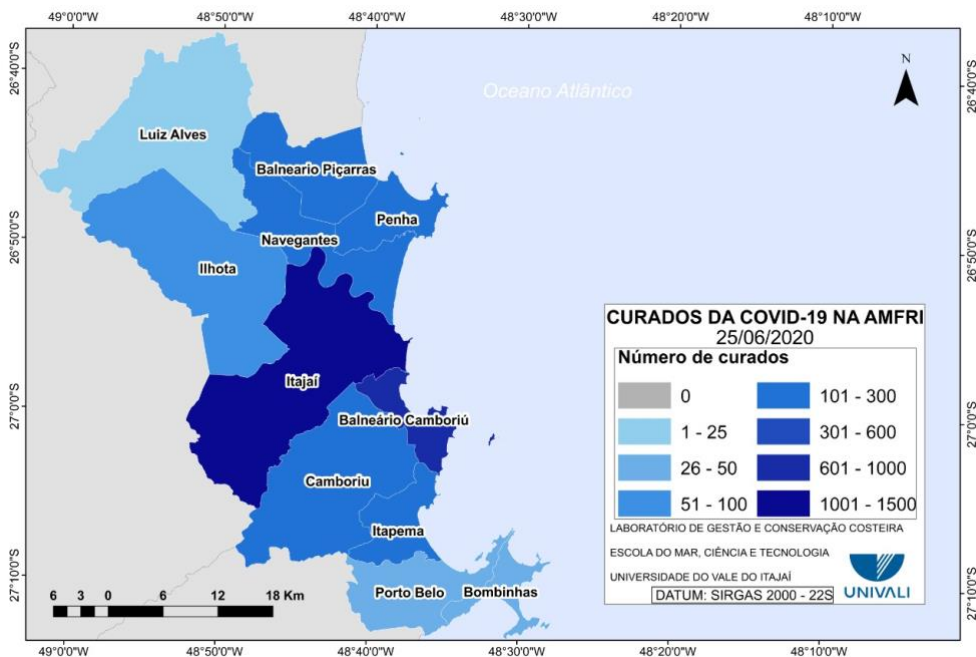 49°0'0"W 48°50'0"W 48°40'0"W 48°30'0"W 48°20'0"W 48°10'0"W
26°40'0"S
26°40'0"S
Oceano Atlântico
N
Luiz Alves
Balneario Piçarras
Penha
Navegantes
26°50'0"S
26°50'0"S
Ilhota
Itajaí
Balneário Camboriú
27°0'0"S
27°0'0"S
Camboriu
Itapema
Porto Belo
Bombinhas
27°10'0"S
27°10'0"S
6 3 0 6 12 18 Km
CURADOS DA COVID-19 NA AMFRI
25/06/2020
Número de curados
0
1 - 25
26 - 50
51 - 100
101 - 300
301 - 600
601 - 1000
1001 - 1500
LABORATÓRIO DE GESTÃO E CONSERVAÇÃO COSTEIRA
ESCOLA DO MAR, CIÊNCIA E TECNOLOGIA
UNIVERSIDADE DO VALE DO ITAJAÍ
DATUM: SIRGAS 2000 - 22S
UNIVALI
49°0'0"W 48°50'0"W 48°40'0"W 48°30'0"W 48°20'0"W 48°10'0"W